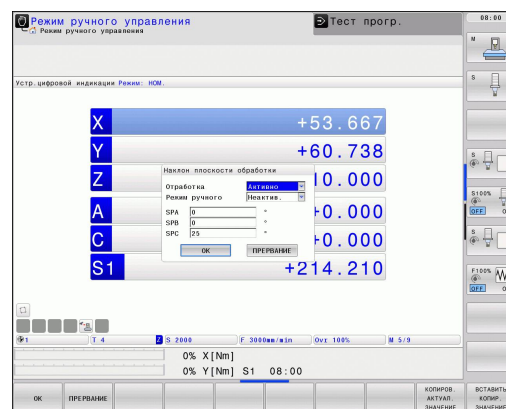 Режим ручного управления
Режим ручного управления
Тест прогр.
08:00
M
Устр.цифровой индикации Режим: НОМ.
S
X +53.667
Y +60.738
Z 10.000
A +0.000
C +0.000
S1 +214.210
Наклон плоскости обработки
Отработка Активно
Режим ручного Неактив.
SPA 0 °
SPB 0 °
SPC 25 °
OK ПРЕРВАНИЕ
S
S100%
OFF
S
F100%
OFF
1 T 4 Z S 2000 F 3000mm/min Ovr 100% M 5/9
0% X[Nm]
0% Y[Nm] S1 08:00
OK ПРЕРВАНИЕ
КОПИРОВ. АКТУАЛ. ЗНАЧЕНИЕ
ВСТАВИТЬ КОПИР. ЗНАЧЕНИЕ